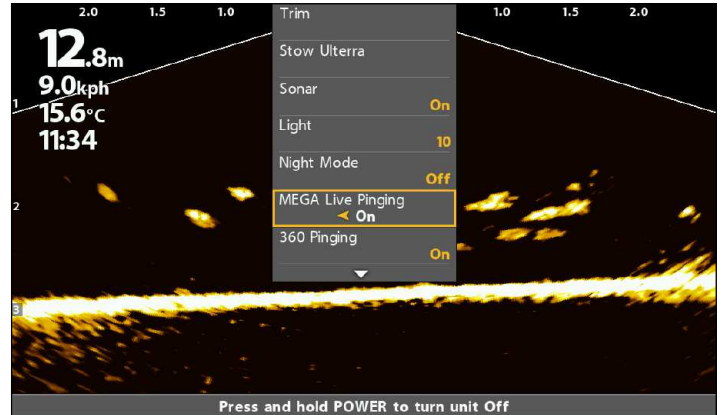 2.0 1.5 1.0 1.0 1.5 2.0
12.8m
9.0kph
15.6°C
11:34
1
2
3
Trim
Stow Ulterra
Sonar
On
Light
10
Night Mode
Off
MEGA Live Pinging
On
360 Pinging
On
Press and hold POWER to turn unit Off